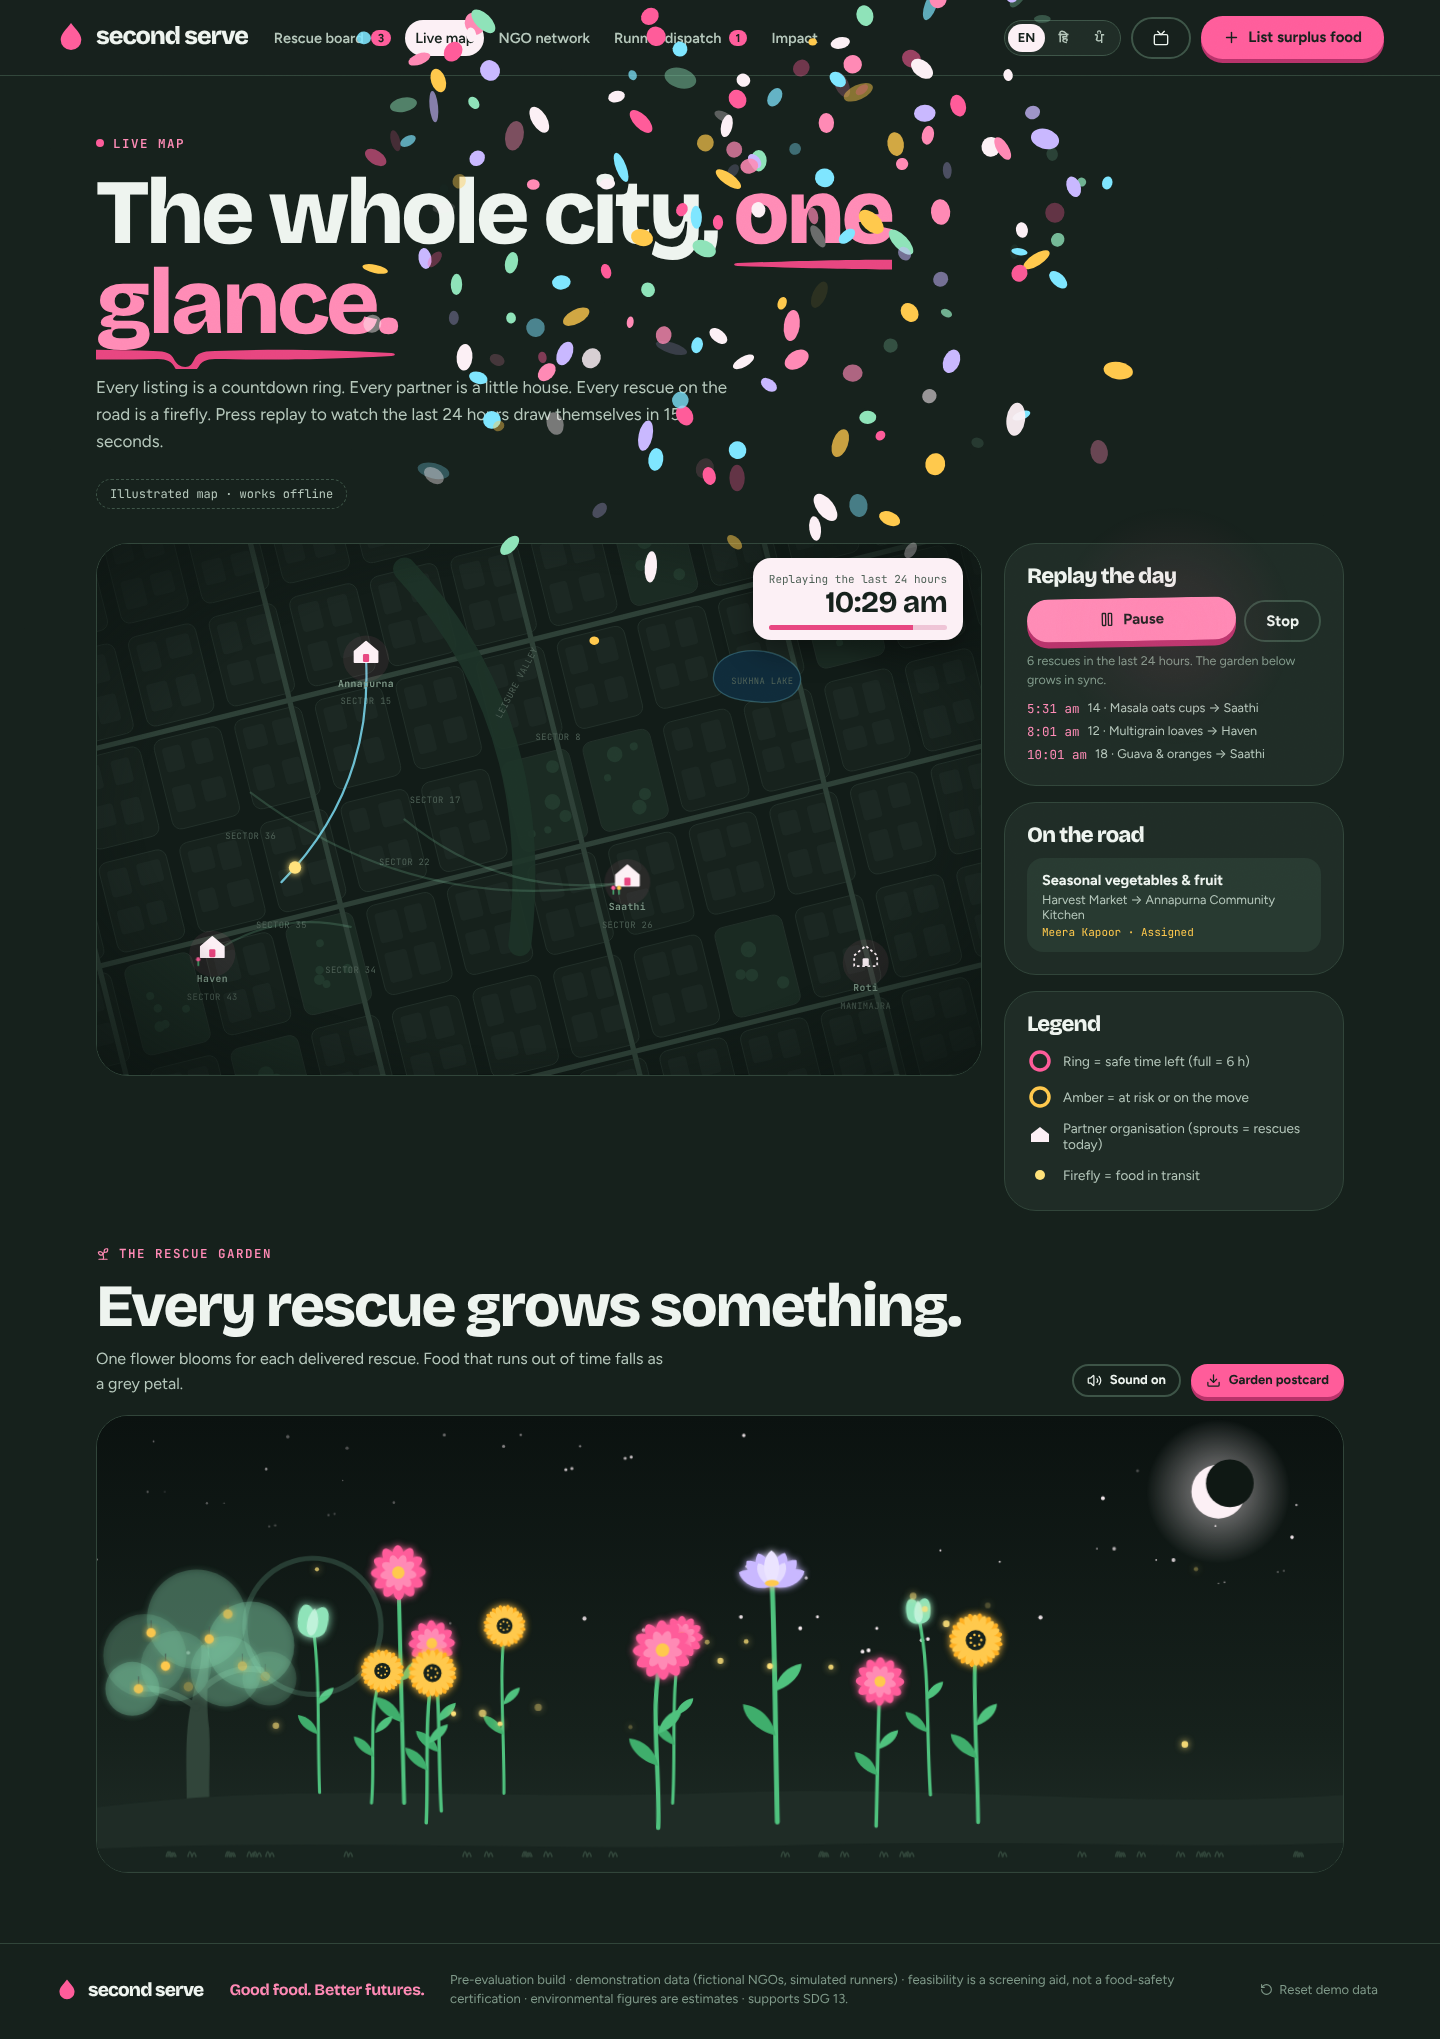 second serve
Rescue board 3
Live map
NGO network
Runner dispatch 1
Impact
EN हि ਪੰ
List surplus food
LIVE MAP
The whole city, one
glance.
Every listing is a countdown ring. Every partner is a little house. Every rescue on the
road is a firefly. Press replay to watch the last 24 hours draw themselves in 15
seconds.
Illustrated map · works offline
Replaying the last 24 hours
10:29 am
Annapurna
SECTOR 15
LEISURE VALLEY
SUKHNA LAKE
SECTOR 8
SECTOR 17
SECTOR 36
SECTOR 22
Saathi
SECTOR 26
SECTOR 35
SECTOR 34
Haven
SECTOR 43
Roti
MANIMAJRA
Replay the day
Pause
Stop
6 rescues in the last 24 hours. The garden below
grows in sync.
5:31 am 14 · Masala oats cups → Saathi
8:01 am 12 · Multigrain loaves → Haven
10:01 am 18 · Guava & oranges → Saathi
On the road
Seasonal vegetables & fruit
Harvest Market → Annapurna Community
Kitchen
Meera Kapoor · Assigned
Legend
Ring = safe time left (full = 6 h)
Amber = at risk or on the move
Partner organisation (sprouts = rescues
today)
Firefly = food in transit
THE RESCUE GARDEN
Every rescue grows something.
One flower blooms for each delivered rescue. Food that runs out of time falls as
a grey petal.
Sound on
Garden postcard
second serve
Good food. Better futures.
Pre-evaluation build · demonstration data (fictional NGOs, simulated runners) · feasibility is a screening aid, not a food-safety
certification · environmental figures are estimates · supports SDG 13.
Reset demo data